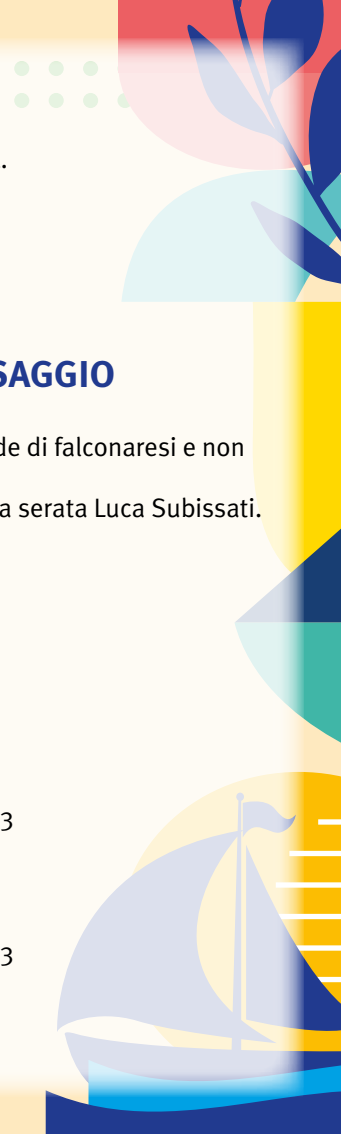 .
SAGGIO
de di falconaresi e non
a serata Luca Subissati.
3
3